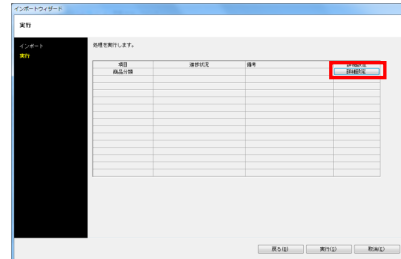 インポートウィザード
実行
インポート
実行
処理を実行します。
項目 進捗状況 備考 詳細設定
商品分類 詳細設定
戻る(B) 実行(G) 取消(C)